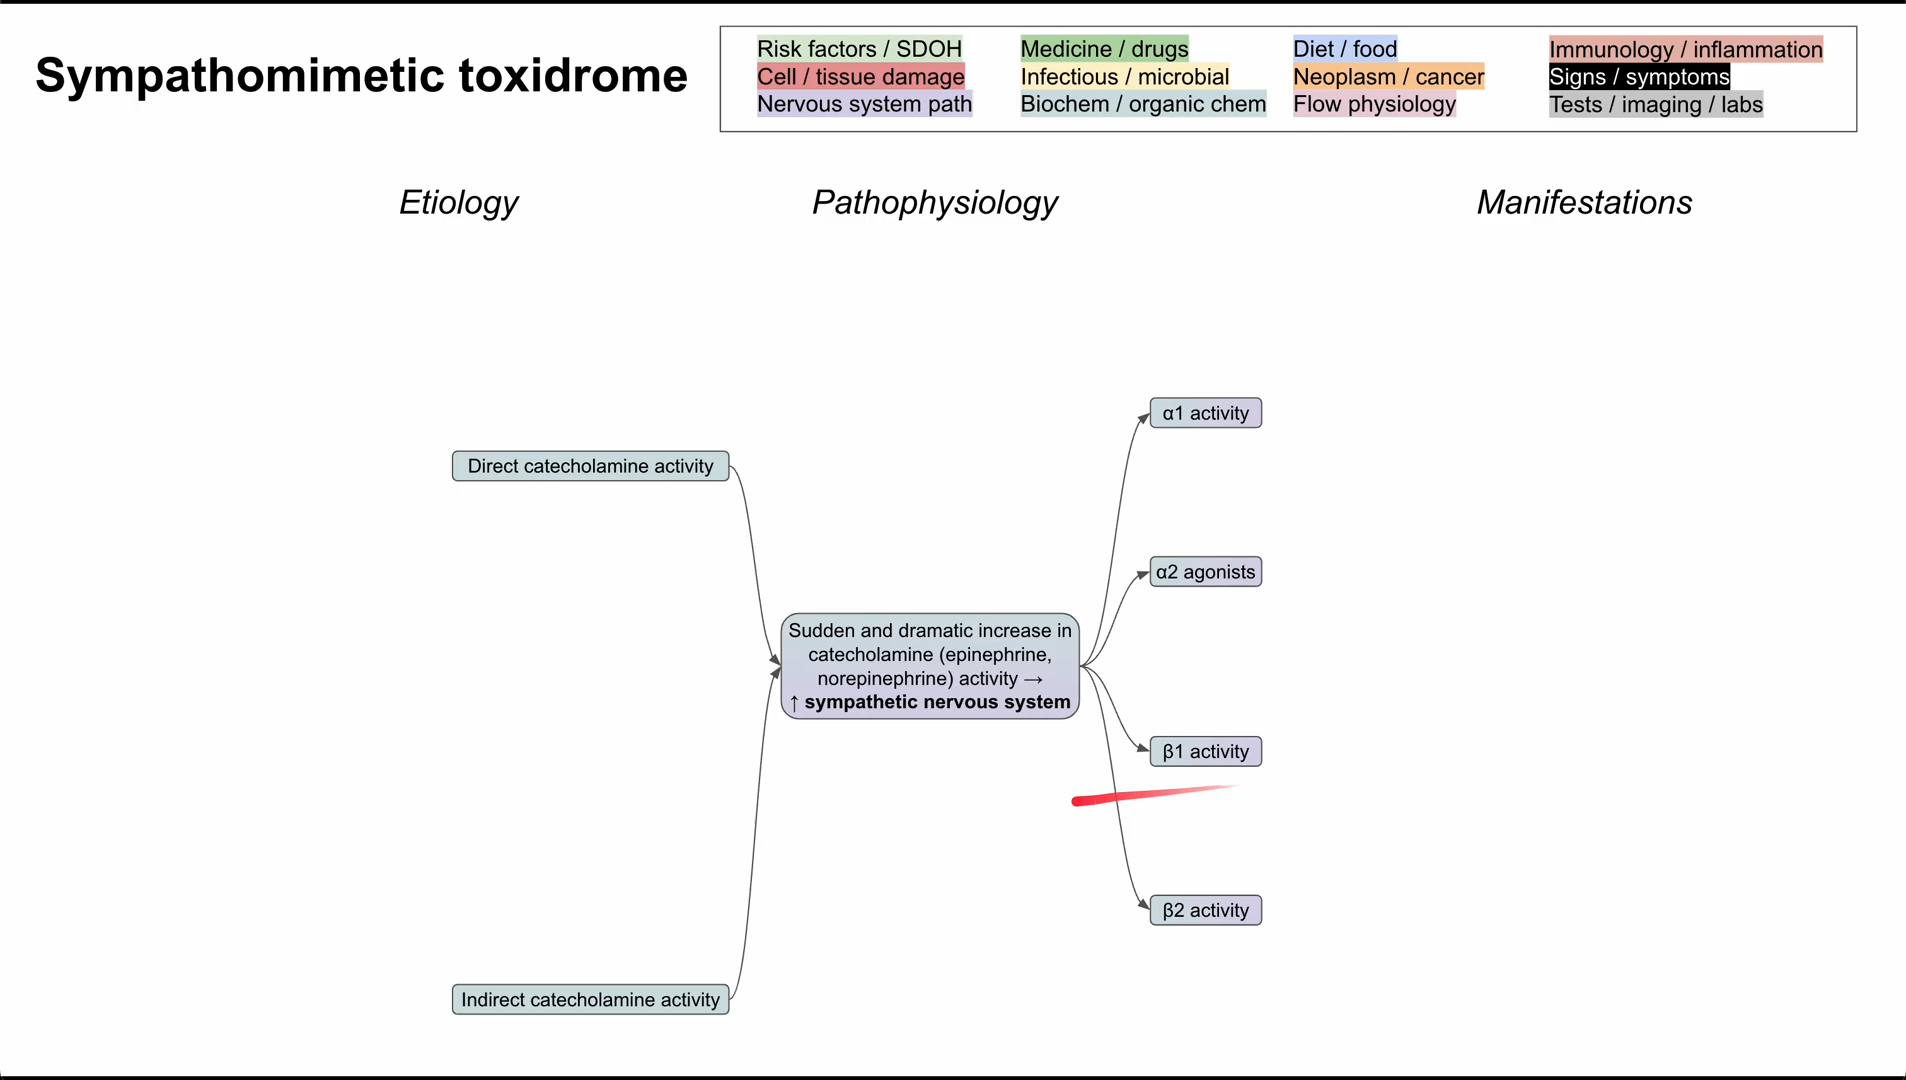 Sympathomimetic toxidrome
Risk factors / SDOH
Cell / tissue damage
Nervous system path
Medicine / drugs
Infectious / microbial
Biochem / organic chem
Diet / food
Neoplasm / cancer
Flow physiology
Immunology / inflammation
Signs / symptoms
Tests / imaging / labs
Etiology
Pathophysiology
Manifestations
Direct catecholamine activity
Indirect catecholamine activity
Sudden and dramatic increase in
catecholamine (epinephrine,
norepinephrine) activity →
↑ sympathetic nervous system
α1 activity
α2 agonists
β1 activity
β2 activity